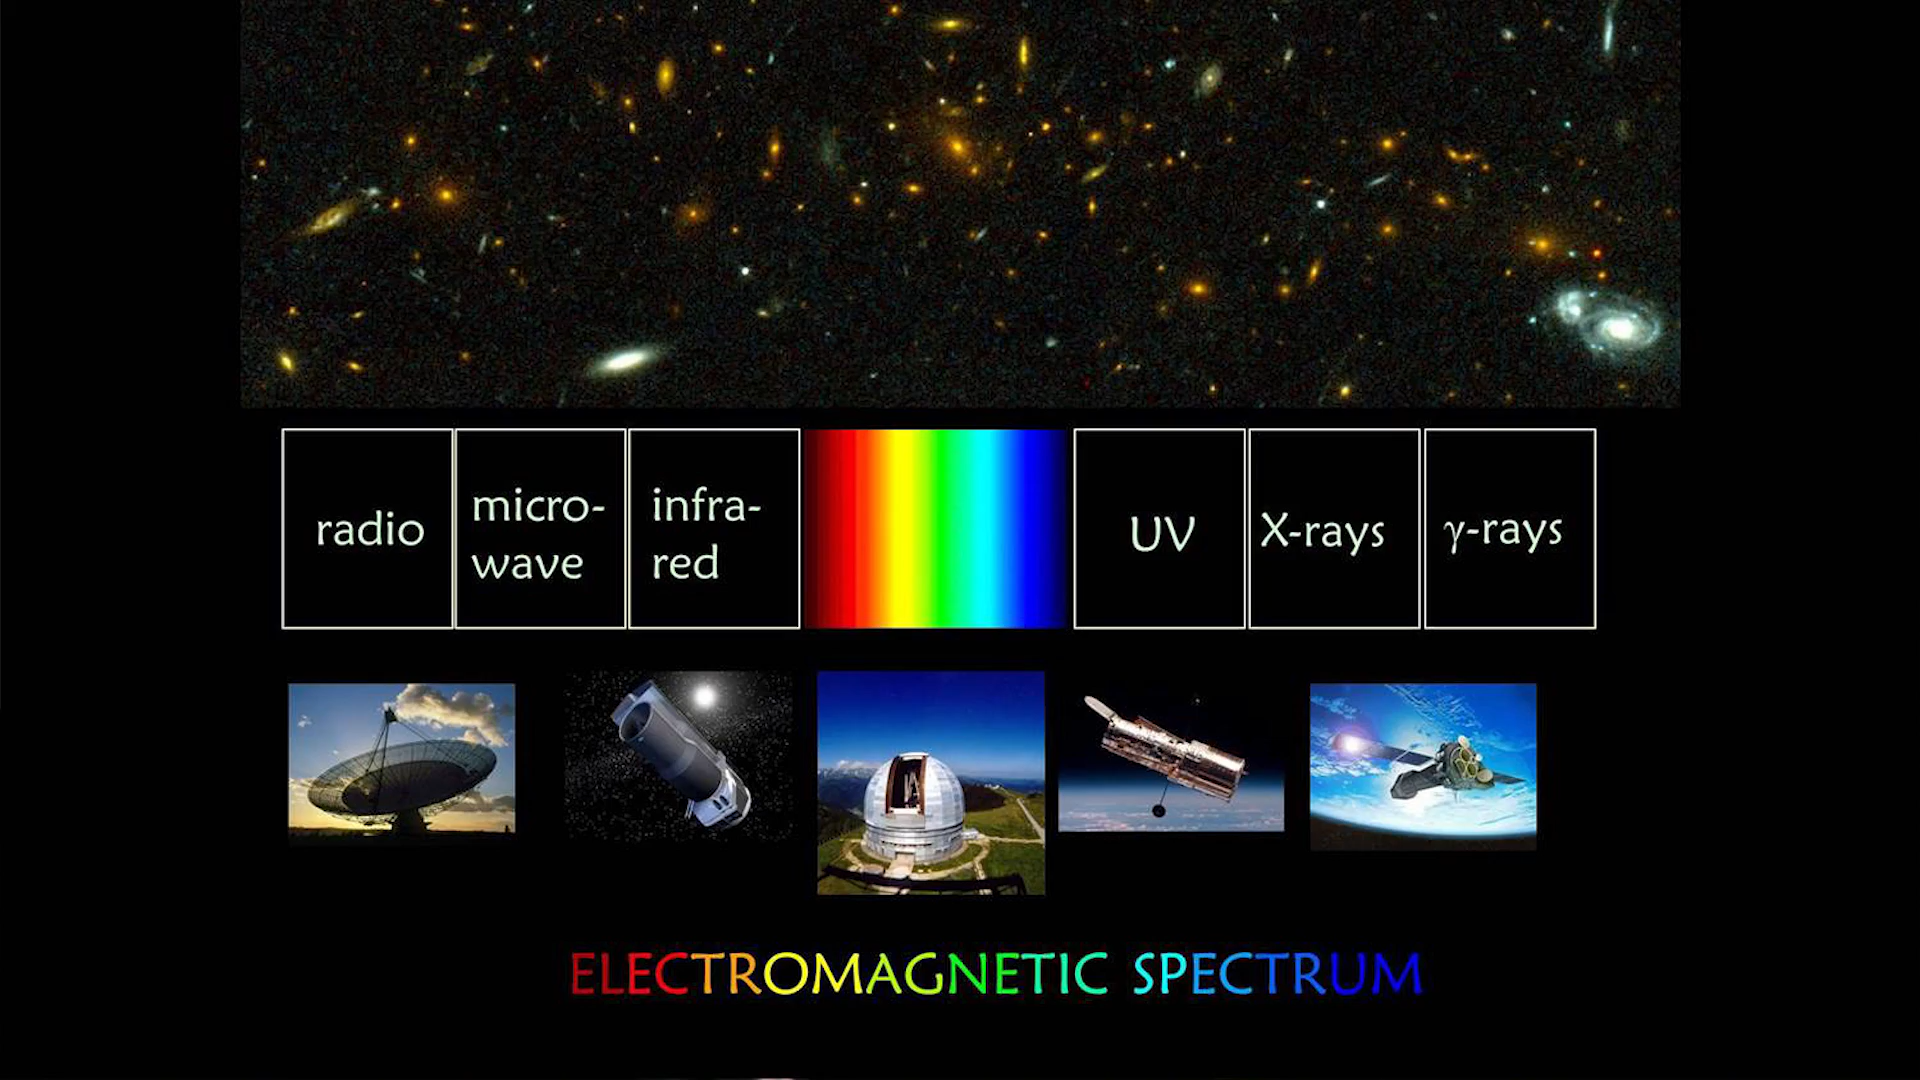 radio
micro-
wave
infra-
red
UV
X-rays
γ-rays
ELECTROMAGNETIC SPECTRUM